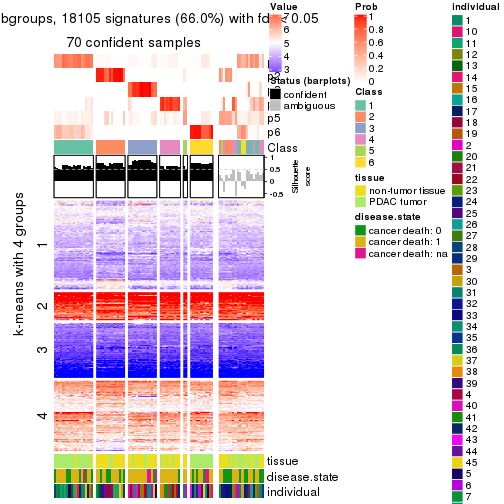 bgroups, 18105 signatures (66.0%) with fd 0.05
70 confident samples
k-means with 4 groups
1
2
3
4
p5
p6
Class
1
0.5
0
-0.5
Silhouette
score
tissue
disease.state
individual
Value
7
6
5
4
3
Status (barplots)
confident
ambiguous
Prob
1
0.8
0.6
0.4
0.2
0
Class
1
2
3
4
5
6
tissue
non-tumor tissue
PDAC tumor
disease.state
cancer death: 0
cancer death: 1
cancer death: na
individual
1
10
11
12
13
14
15
16
17
18
19
2
20
21
22
23
24
25
26
27
28
29
3
30
31
32
33
34
35
36
37
38
39
4
40
41
42
43
44
45
5
6
7